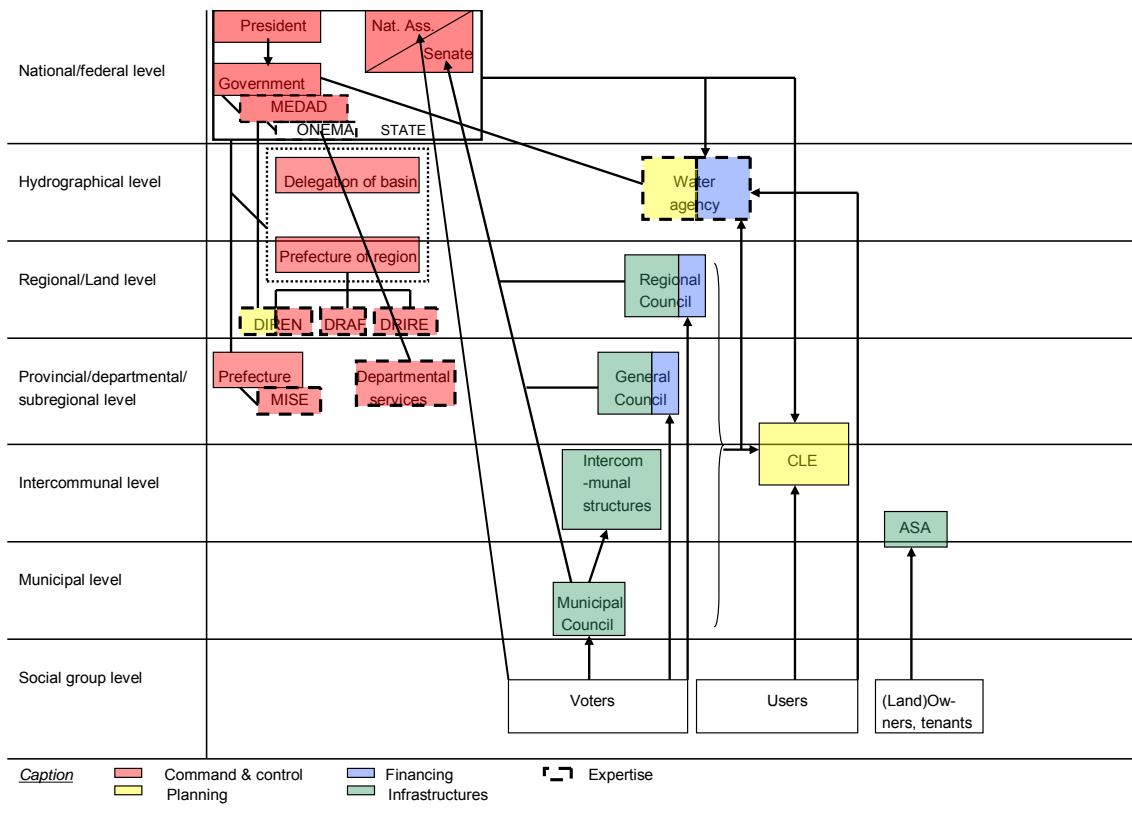 President
Nat. Ass.
Senate
National/federal level
Government
MEDAD
ONEMA
STATE
Hydrographical level
Delegation of basin
Water
agency
Prefecture of region
Regional/Land level
Regional
Council
DIREN
DRAF
DRIRE
Provincial/departmental/
subregional level
Prefecture
MISE
Departmental
services
General
Council
Intercommunal level
Intercom
-munal
structures
CLE
ASA
Municipal level
Municipal
Council
Social group level
Voters
Users
(Land)Ow-
ners, tenants
Caption
Command & control
Financing
Expertise
Planning
Infrastructures